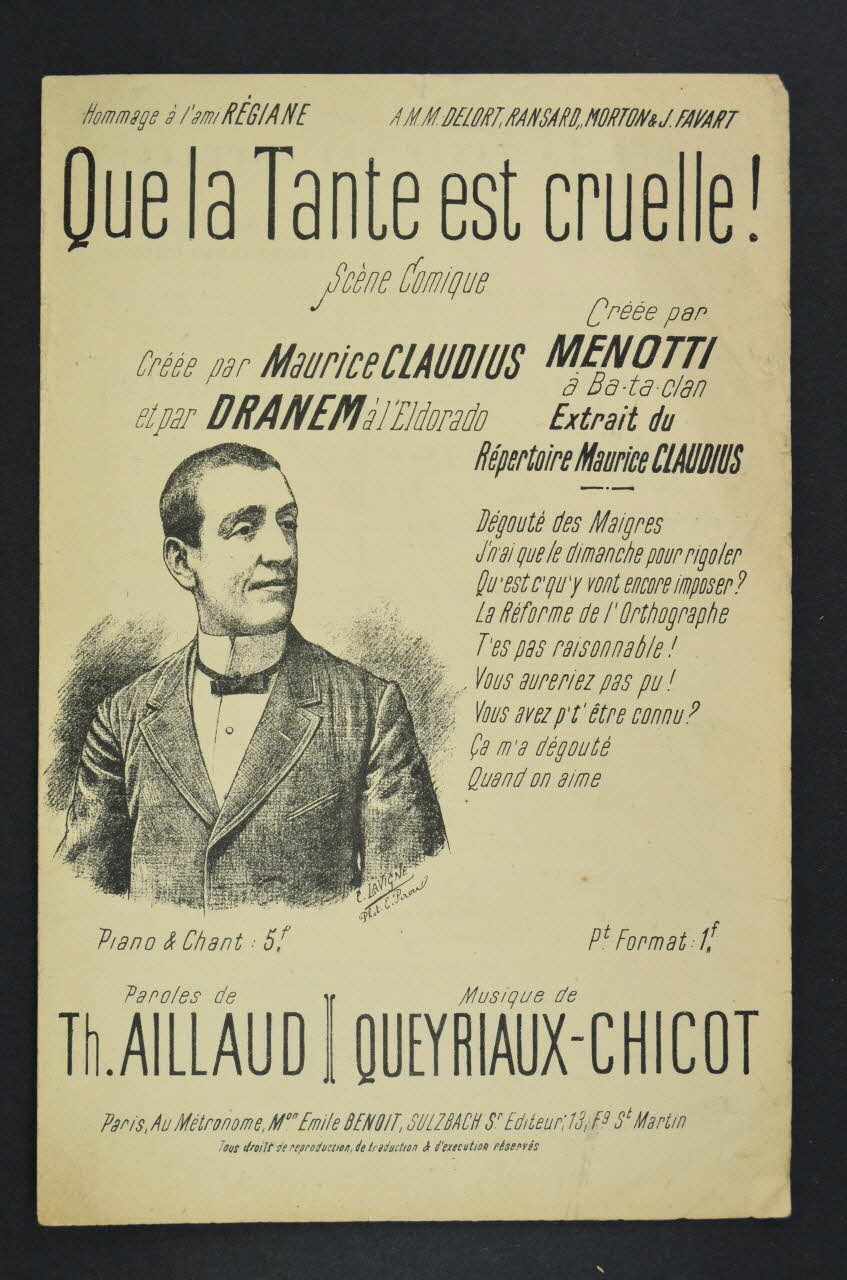 Hommage à l'ami RÉGIANE
A M.M. DELORT, RANSARD,, MORTON & J. FAVART
Que la Tante est cruelle!
Scène Comique
Créée par Maurice CLAUDIUS
et par DRANEM à l'Eldorado
Créée par
MENOTTI
à Ba-ta-clan
Extrait du
Répertoire Maurice CLAUDIUS
Dégouté des Maigres
J'n'ai que le dimanche pour rigoler
Qu'est c'qu'y vont encore imposer?
La Réforme de l'Orthographe
T'es pas raisonnable!
Vous aureriez pas pu!
Vous avez p't' être connu?
Ça m'a dégouté
Quand on aime
E. LAVIGNE
Phot. E. Pirou
Piano & Chant: 5f
Pt Format: 1f
Paroles de
Th. AILLAUD
Musique de
QUEYRIAUX-CHICOT
Paris, Au Métronome, Mon Emile BENOIT, SULZBACH Sr Editeur, 13, Fg St Martin
Tous droits de reproduction, de traduction & d'execution réservés